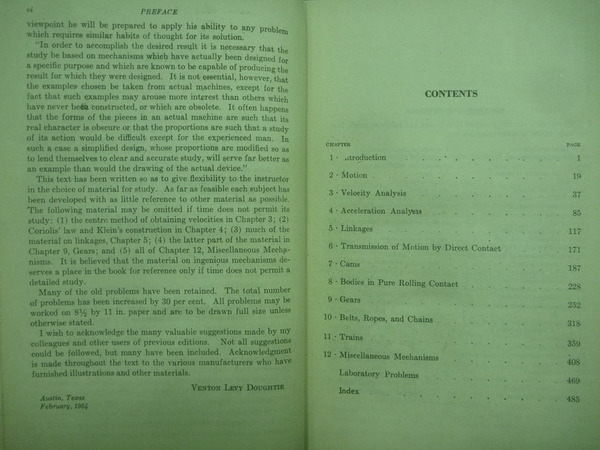 vi PREFACE
viewpoint he will be prepared to apply his ability to any problem
which requires similar habits of thought for its solution.
"In order to accomplish the desired result it is necessary that the
study be based on mechanisms which have actually been designed for
a specific purpose and which are known to be capable of producing the
result for which they were designed. It is not essential, however, that
the examples chosen be taken from actual machines, except for the
fact that such examples may arouse more interest than others which
have never been constructed, or which are obsolete. It often happens
that the forms of the pieces in an actual machine are such that its
real character is obscure or that the proportions are such that a study
of its action would be difficult except for the experienced man. In
such a case a simplified design, whose proportions are modified so as
to lend themselves to clear and accurate study, will serve far better as
an example than would the drawing of the actual device."
This text has been written so as to give flexibility to the instructor
in the choice of material for study. As far as feasible each subject has
been developed with as little reference to other material as possible.
The following material may be omitted if time does not permit its
study: (1) the centro method of obtaining velocities in Chapter 3; (2)
Coriolis' law and Klein's construction in Chapter 4; (3) much of the
material on linkages, Chapter 5; (4) the latter part of the material in
Chapter 9, Gears; and (5) all of Chapter 12, Miscellaneous Mecha-
nisms. It is believed that the material on ingenious mechanisms de-
serves a place in the book for reference only if time does not permit a
detailed study.
Many of the old problems have been retained. The total number
of problems has been increased by 30 per cent. All problems may be
worked on 8½ by 11 in. paper and are to be drawn full size unless
otherwise stated.
I wish to acknowledge the many valuable suggestions made by my
colleagues and other users of previous editions. Not all suggestions
could be followed, but many have been included. Acknowledgment
is made throughout the text to the various manufacturers who have
furnished illustrations and other materials.
VENTON LEVY DOUGHTIE
Austin, Texas
February, 1954
CONTENTS
CHAPTER PAGE
1 · Introduction 1
2 · Motion 19
3 · Velocity Analysis 37
4 · Acceleration Analysis 85
5 · Linkages 117
6 · Transmission of Motion by Direct Contact 171
7 · Cams 187
8 · Bodies in Pure Rolling Contact 228
9 · Gears 252
10 · Belts, Ropes, and Chains 318
11 · Trains 359
12 · Miscellaneous Mechanisms 408
Laboratory Problems 469
Index 485